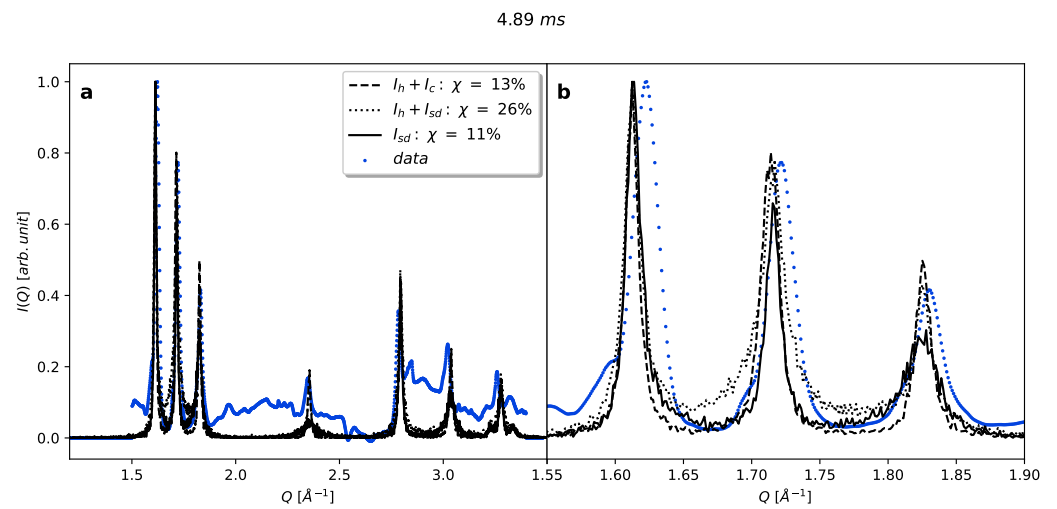 4.89 ms
a
b
I_h + I_c : χ = 13%
I_h + I_sd : χ = 26%
I_sd : χ = 11%
data
I(Q) [arb. unit]
1.0
0.8
0.6
0.4
0.2
0.0
1.5 2.0 2.5 3.0 1.55 1.60 1.65 1.70 1.75 1.80 1.85 1.90
Q [Å⁻¹] Q [Å⁻¹]